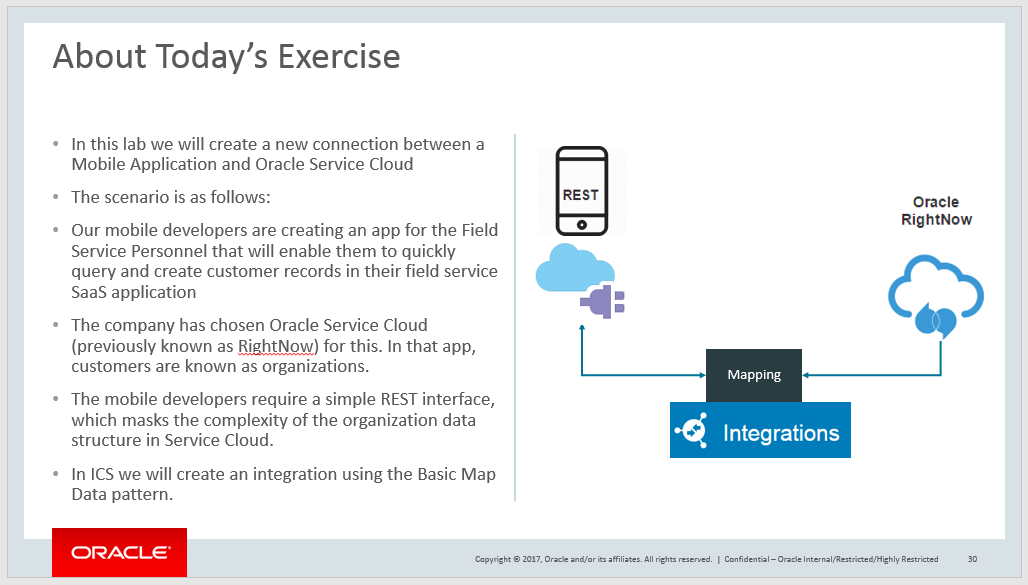 About Today’s Exercise
• In this lab we will create a new connection between a
Mobile Application and Oracle Service Cloud
• The scenario is as follows:
• Our mobile developers are creating an app for the Field
Service Personnel that will enable them to quickly
query and create customer records in their field service
SaaS application
• The company has chosen Oracle Service Cloud
(previously known as RightNow) for this. In that app,
customers are known as organizations.
• The mobile developers require a simple REST interface,
which masks the complexity of the organization data
structure in Service Cloud.
• In ICS we will create an integration using the Basic Map
Data pattern.
REST
Oracle
RightNow
Mapping
Integrations
ORACLE®
Copyright © 2017, Oracle and/or its affiliates. All rights reserved. | Confidential – Oracle Internal/Restricted/Highly Restricted
30